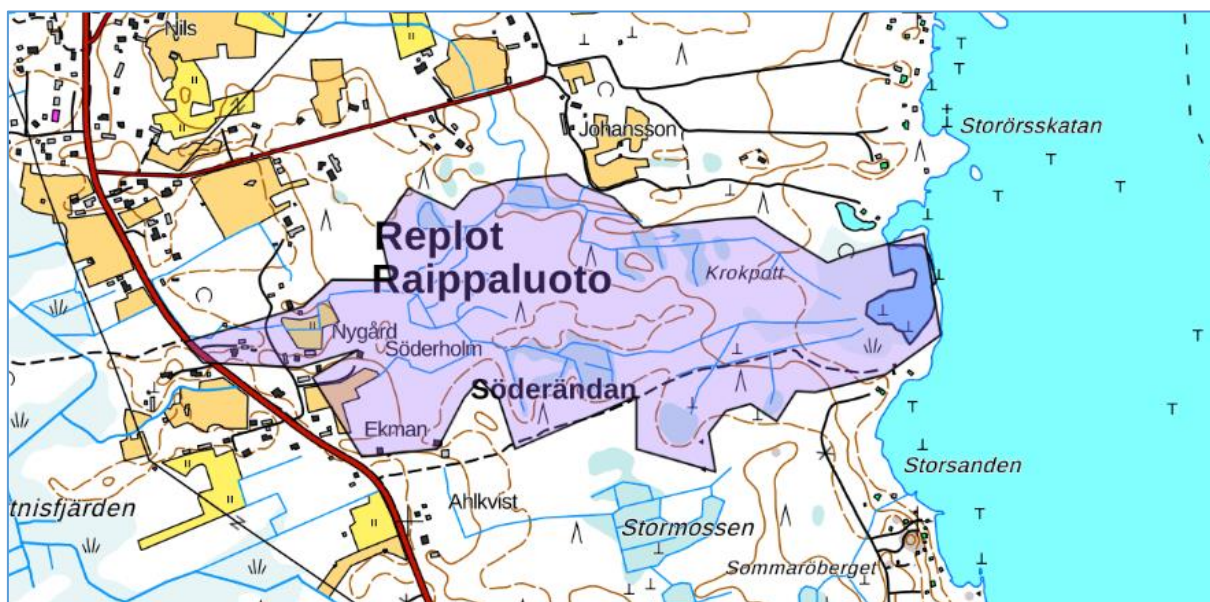 Nils
Johansson
Storörsskatan
Replot
Raippaluoto
Krokpott
Nygård
Söderholm
Söderändan
Ekman
Storsanden
Ahlkvist
tnisfjärden
Stormossen
Sommaröberget